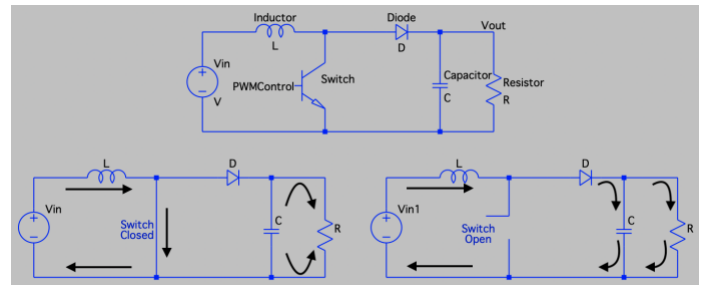 Inductor
Diode
Vout
L
D
Vin
V
PWMControl
Switch
Capacitor
C
Resistor
R
L
D
Vin
Switch
Closed
C
R
L
D
Vin1
Switch
Open
C
R